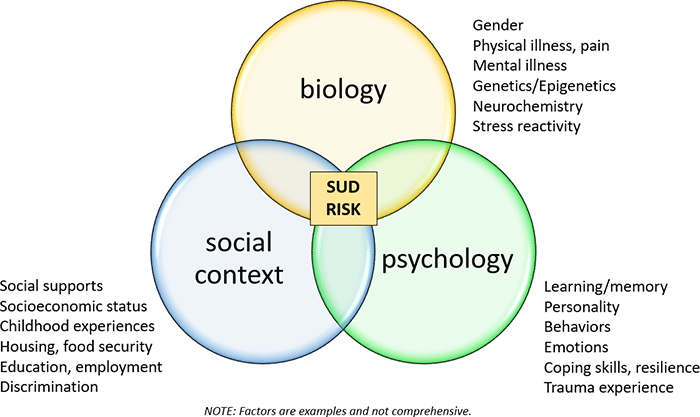 biology
Gender
Physical illness, pain
Mental illness
Genetics/Epigenetics
Neurochemistry
Stress reactivity
SUD
RISK
social
context
psychology
Social supports
Socioeconomic status
Childhood experiences
Housing, food security
Education, employment
Discrimination
Learning/memory
Personality
Behaviors
Emotions
Coping skills, resilience
Trauma experience
NOTE: Factors are examples and not comprehensive.